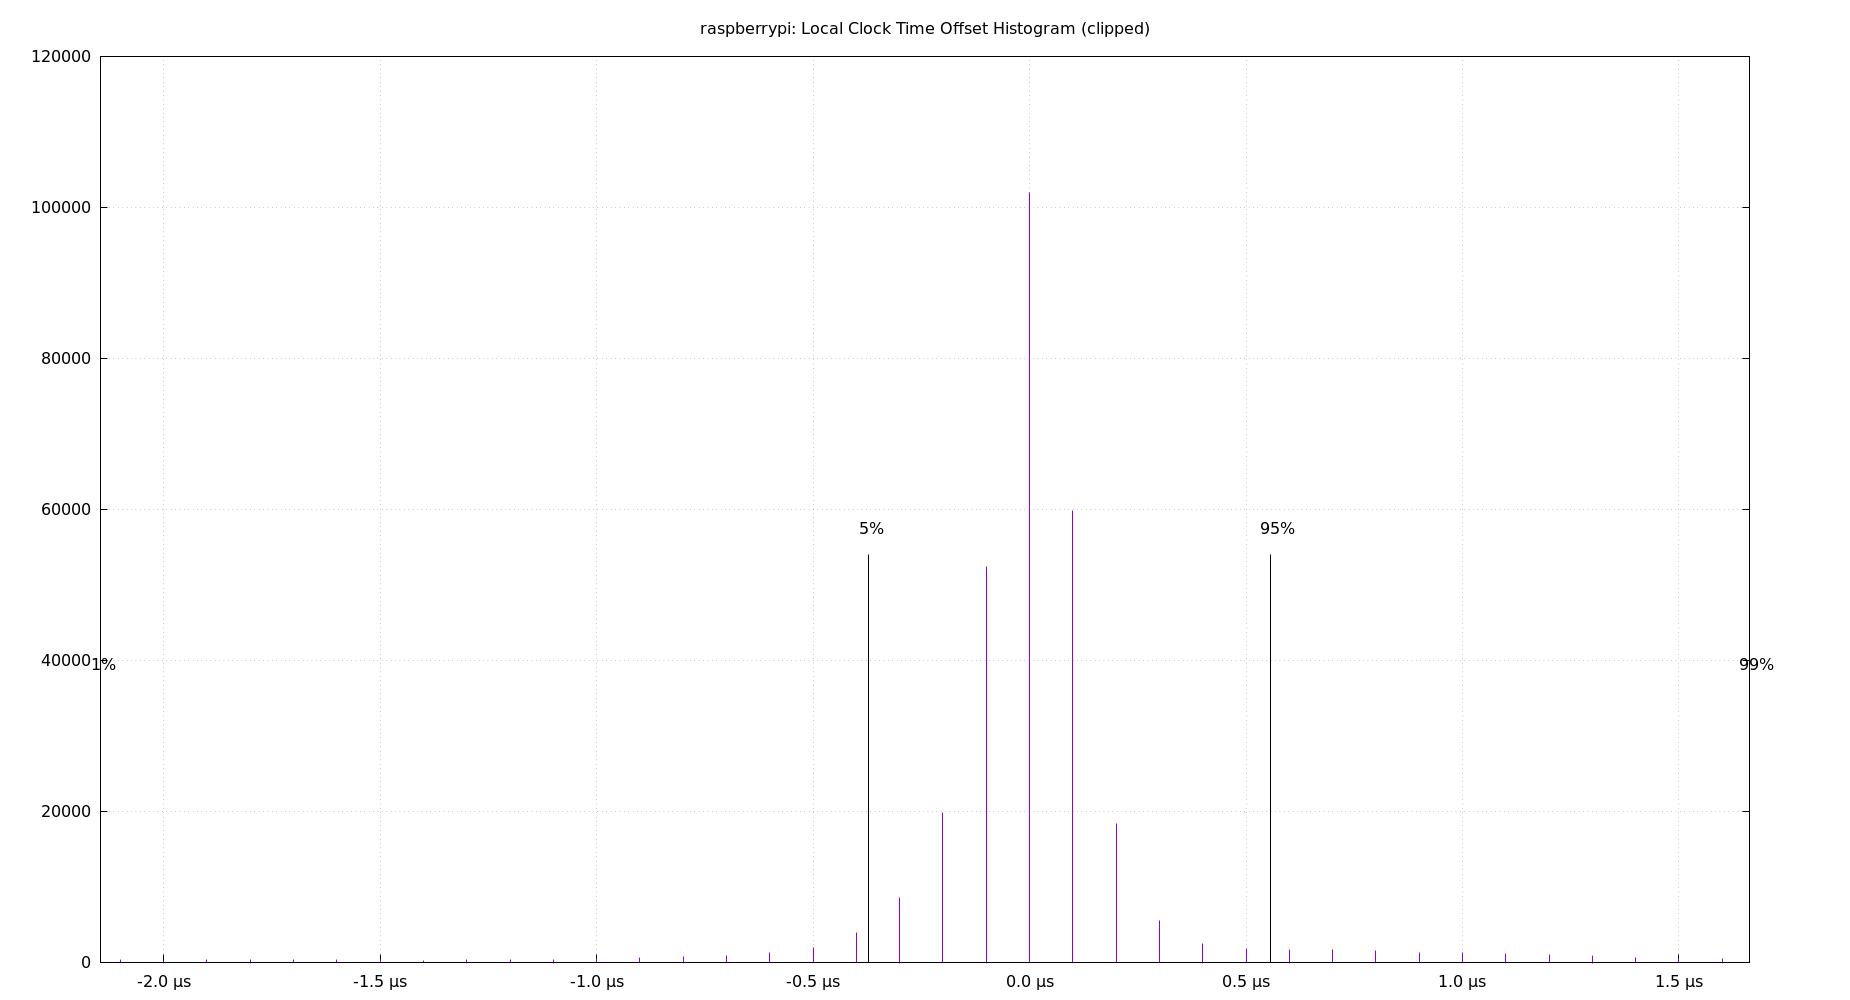 raspberrypi: Local Clock Time Offset Histogram (clipped)
120000
100000
80000
60000
5%
95%
40000
1%
99%
20000
0
-2.0 µs
-1.5 µs
-1.0 µs
-0.5 µs
0.0 µs
0.5 µs
1.0 µs
1.5 µs